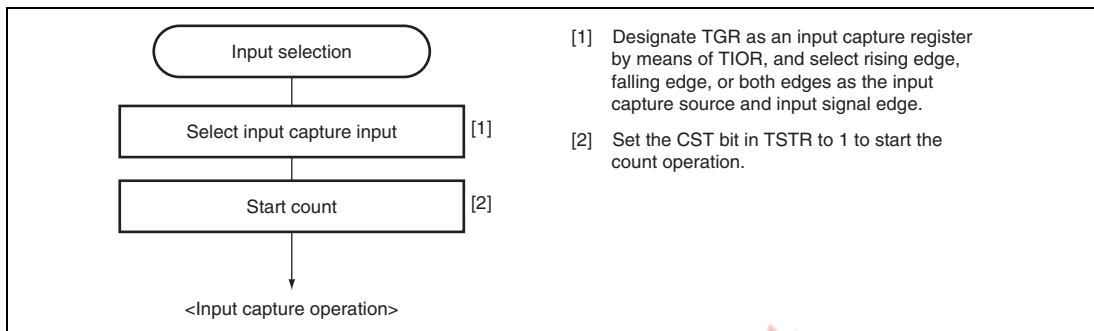 Input selection
Select input capture input [1]
Start count [2]
<Input capture operation>
[1] Designate TGR as an input capture register
by means of TIOR, and select rising edge,
falling edge, or both edges as the input
capture source and input signal edge.
[2] Set the CST bit in TSTR to 1 to start the
count operation.